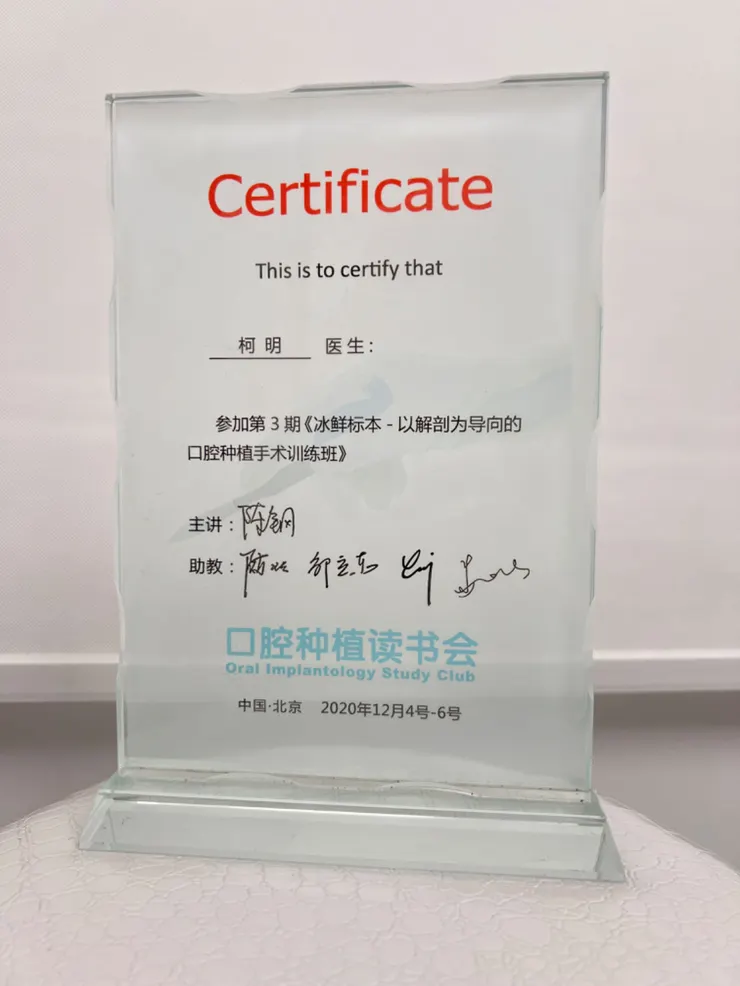 Certificate
This is to certify that
柯 明 医生：
参加第 3 期《冰鲜标本 - 以解剖为导向的
口腔种植手术训练班》
主讲：陈钢
助教：
口腔种植读书会
Oral Implantology Study Club
中国·北京 2020年12月4号-6号